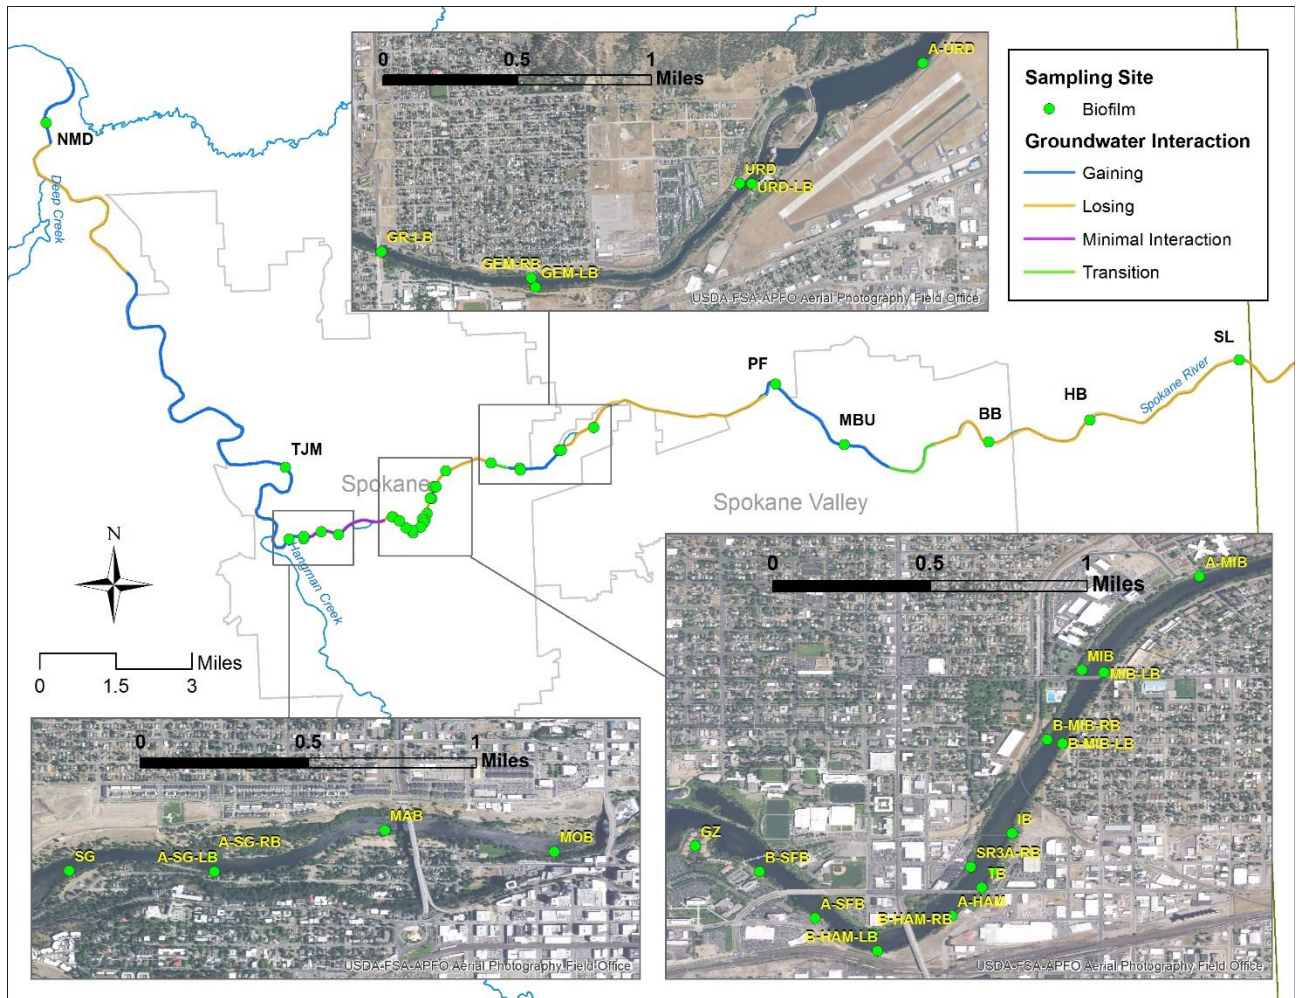 0 0.5 1
Miles
A-URD
URD
URD-LB
GR-LB
GEM-RB
GEM-LB
USDA-FSA-APFO Aerial Photography Field Office
Sampling Site
Biofilm
Groundwater Interaction
Gaining
Losing
Minimal Interaction
Transition
NMD
Deep Creek
TJM
Spokane
Hangman Creek
PF
MBU
BB
HB
SL
Spokane River
Spokane Valley
N
Miles
0 1.5 3
0 0.5 1
Miles
SG
A-SG-LB
A-SG-RB
MAB
MOB
USDA-FSA-APFO Aerial Photography Field Office
0 0.5 1
Miles
A-MIB
MIB
MIB-LB
B-MIB-RB
B-MIB-LB
IB
SR3A-RB
TB
A-HAM
B-HAM-RB
B-HAM-LB
A-SFB
B-SFB
GZ
USDA-FSA-APFO Aerial Photography Field Office